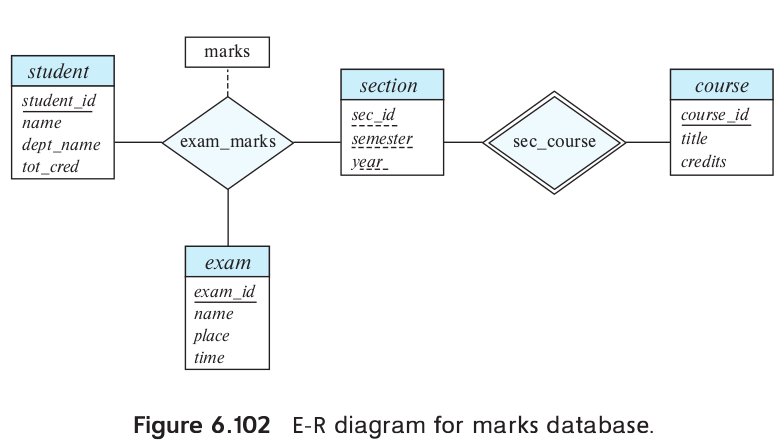 marks
student
student_id
name
dept_name
tot_cred
exam_marks
section
sec_id
semester
year
sec_course
course
course_id
title
credits
exam
exam_id
name
place
time
Figure 6.102 E-R diagram for marks database.